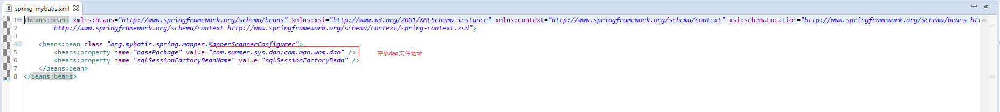 spring-mybatis.xml
1 <beans:beans xmlns:beans="http://www.springframework.org/schema/beans" xmlns:xsi="http://www.w3.org/2001/XMLSchema-instance" xmlns:context="http://www.springframework.org/schema/context" xsi:schemaLocation="http://www.springframework.org/schema/beans htt
2 http://www.springframework.org/schema/context http://www.springframework.org/schema/context/spring-context.xsd">
3
4 <beans:bean class="org.mybatis.spring.mapper.MapperScannerConfigurer">
5 <beans:property name="basePackage" value="com.summer.sys.dao;com.man.wom.dao" /> 存放dao文件地址
6 <beans:property name="sqlSessionFactoryBeanName" value="sqlSessionFactoryBean" />
7 </beans:bean>
8 </beans:beans>